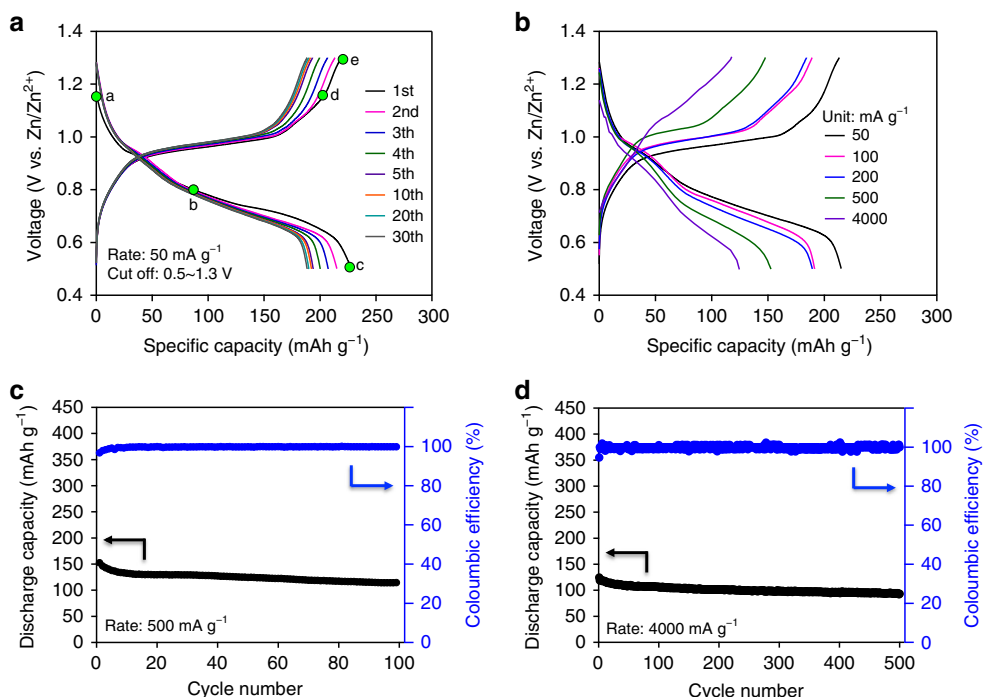 a
Voltage (V vs. Zn/Zn²⁺)
1.4
1.2
1.0
0.8
0.6
0.4
a
b
c
d
e
1st
2nd
3th
4th
5th
10th
20th
30th
Rate: 50 mA g⁻¹
Cut off: 0.5~1.3 V
0 50 100 150 200 250 300
Specific capacity (mAh g⁻¹)
b
Voltage (V vs. Zn/Zn²⁺)
1.4
1.2
1.0
0.8
0.6
0.4
Unit: mA g⁻¹
50
100
200
500
4000
0 50 100 150 200 250 300
Specific capacity (mAh g⁻¹)
c
Discharge capacity (mAh g⁻¹)
450
400
350
300
250
200
150
100
50
0
Rate: 500 mA g⁻¹
100
80
60
40
20
0
Coloumbic efficiency (%)
0 20 40 60 80 100
Cycle number
d
Discharge capacity (mAh g⁻¹)
450
400
350
300
250
200
150
100
50
0
Rate: 4000 mA g⁻¹
100
80
60
40
20
0
Coloumbic efficiency (%)
0 100 200 300 400 500
Cycle number